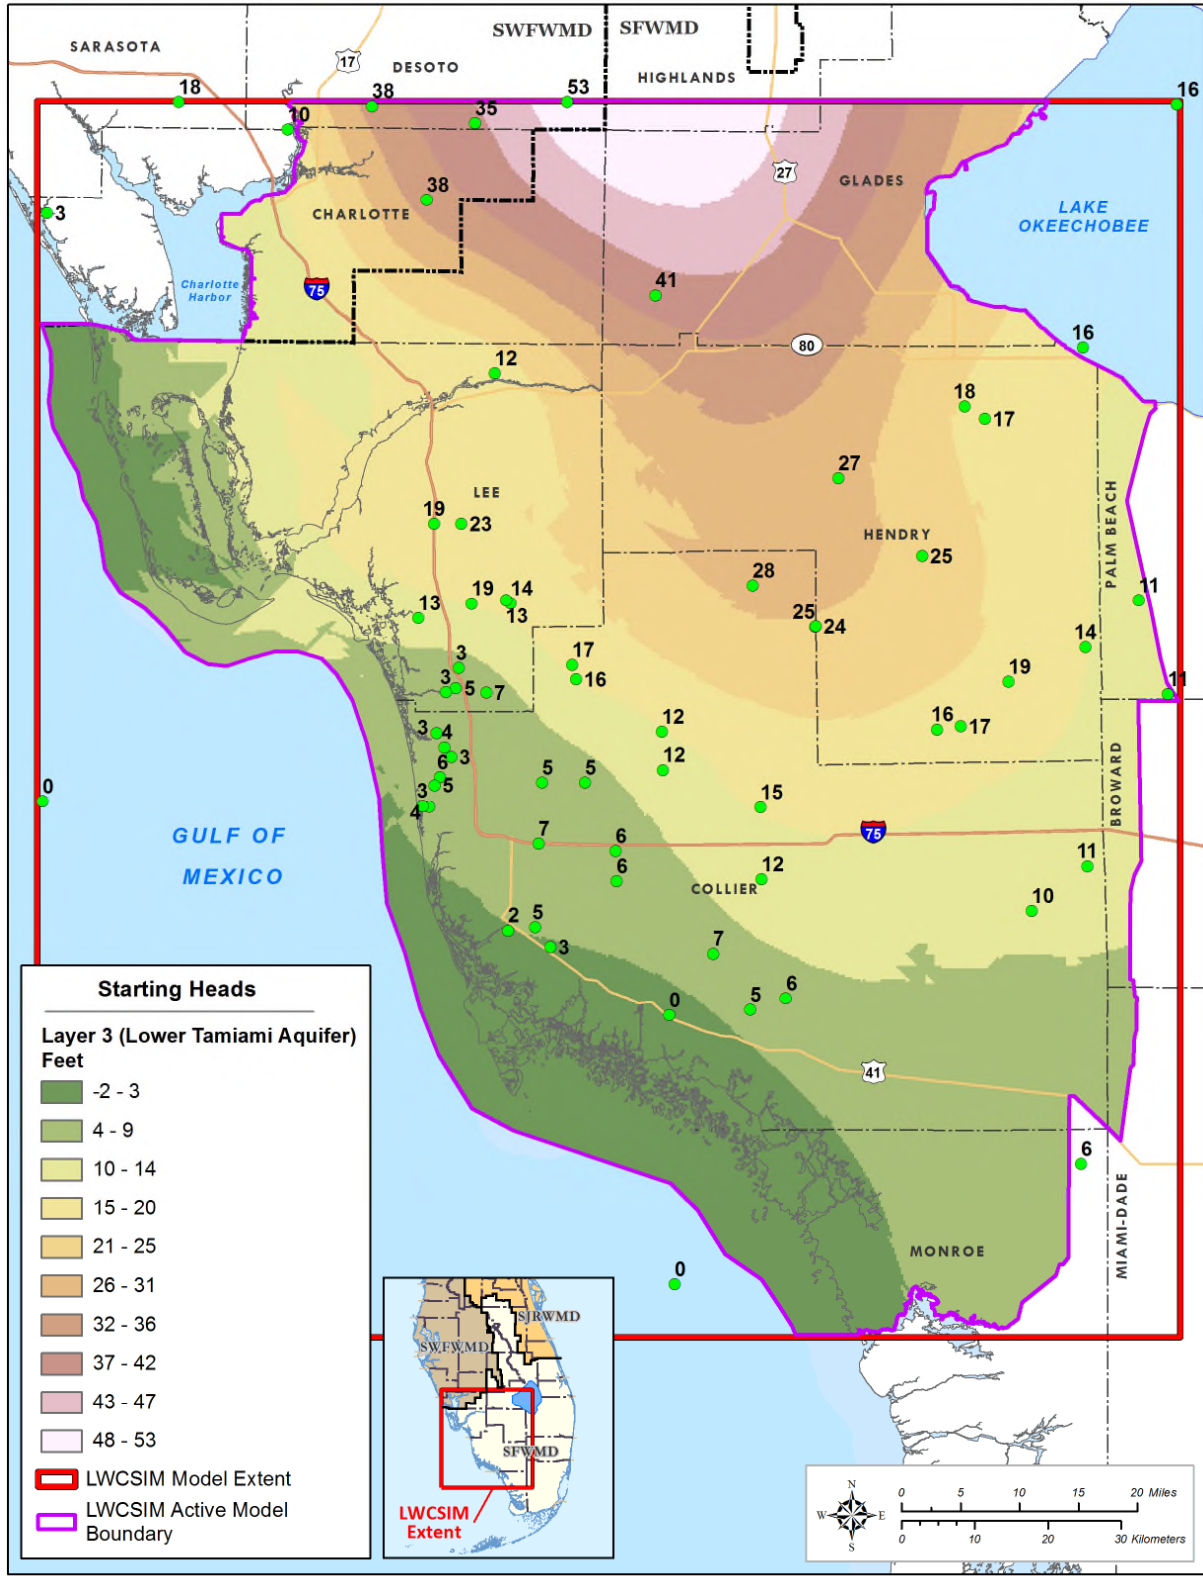 SWFWMD
SFWMD
SARASOTA
17
DESOTO
HIGHLANDS
18
38
53
16
10
35
27
38
GLADES
3
CHARLOTTE
LAKE
OKEECHOBEE
Charlotte
Harbor
75
41
80
16
12
18
17
27
LEE
PALM BEACH
19
23
HENDRY
25
28
11
19
14
13
13
25
24
14
3
17
19
3
5
7
16
11
3
4
12
16
17
3
12
6
5
5
5
BROWARD
0
3
4
15
GULF OF
MEXICO
7
6
75
6
12
11
COLLIER
10
2
5
3
7
6
5
0
41
6
MIAMI-DADE
MONROE
0
Starting Heads
Layer 3 (Lower Tamiami Aquifer)
Feet
-2 - 3
4 - 9
10 - 14
15 - 20
21 - 25
26 - 31
32 - 36
37 - 42
43 - 47
48 - 53
LWCSIM Model Extent
LWCSIM Active Model
Boundary
SJRWMD
SWFWMD
SFWMD
LWCSIM
Extent
N
W
E
S
0 5 10 15 20 Miles
0 10 20 30 Kilometers